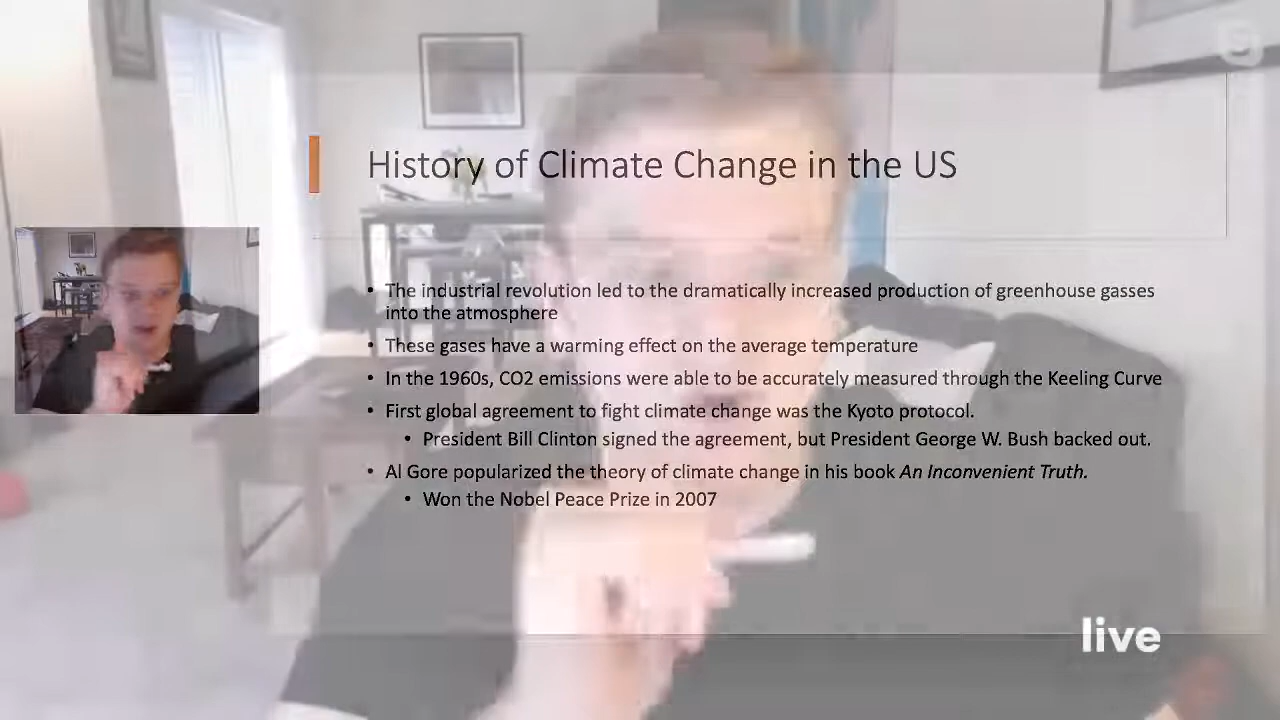 History of Climate Change in the US
• The industrial revolution led to the dramatically increased production of greenhouse gasses
into the atmosphere
• These gases have a warming effect on the average temperature
• In the 1960s, CO2 emissions were able to be accurately measured through the Keeling Curve
• First global agreement to fight climate change was the Kyoto protocol.
• President Bill Clinton signed the agreement, but President George W. Bush backed out.
• Al Gore popularized the theory of climate change in his book An Inconvenient Truth.
• Won the Nobel Peace Prize in 2007
live